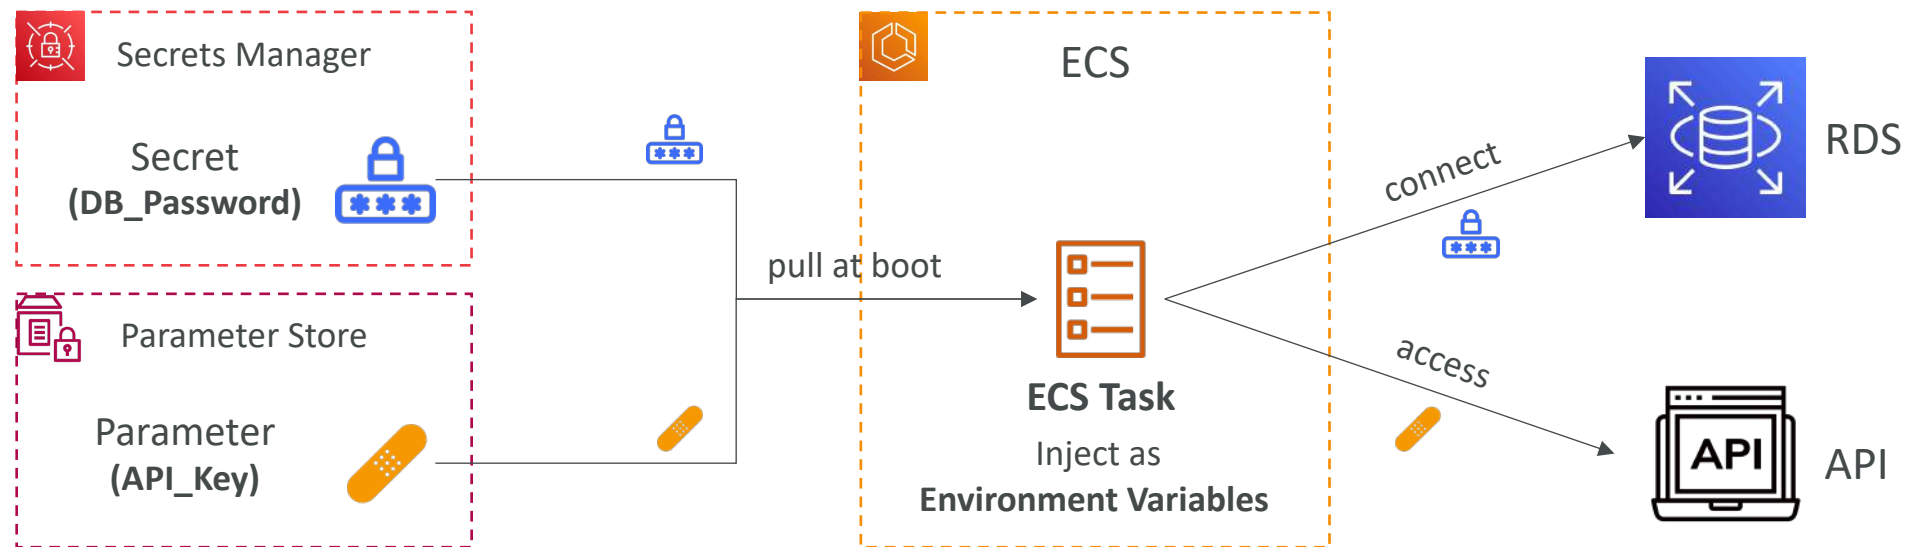 Secrets Manager
Secret
(DB_Password)
***
***
Parameter Store
Parameter
(API_Key)
pull at boot
ECS
ECS Task
Inject as
Environment Variables
connect
***
access
RDS
API
API